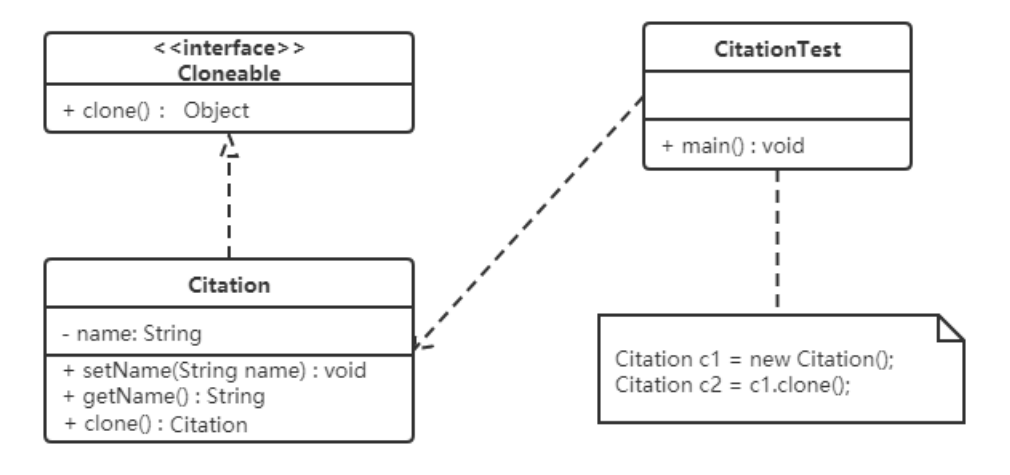 <<interface>>
Cloneable
+ clone() : Object
CitationTest
+ main() : void
Citation
- name: String
+ setName(String name) : void
+ getName() : String
+ clone() : Citation
Citation c1 = new Citation();
Citation c2 = c1.clone();